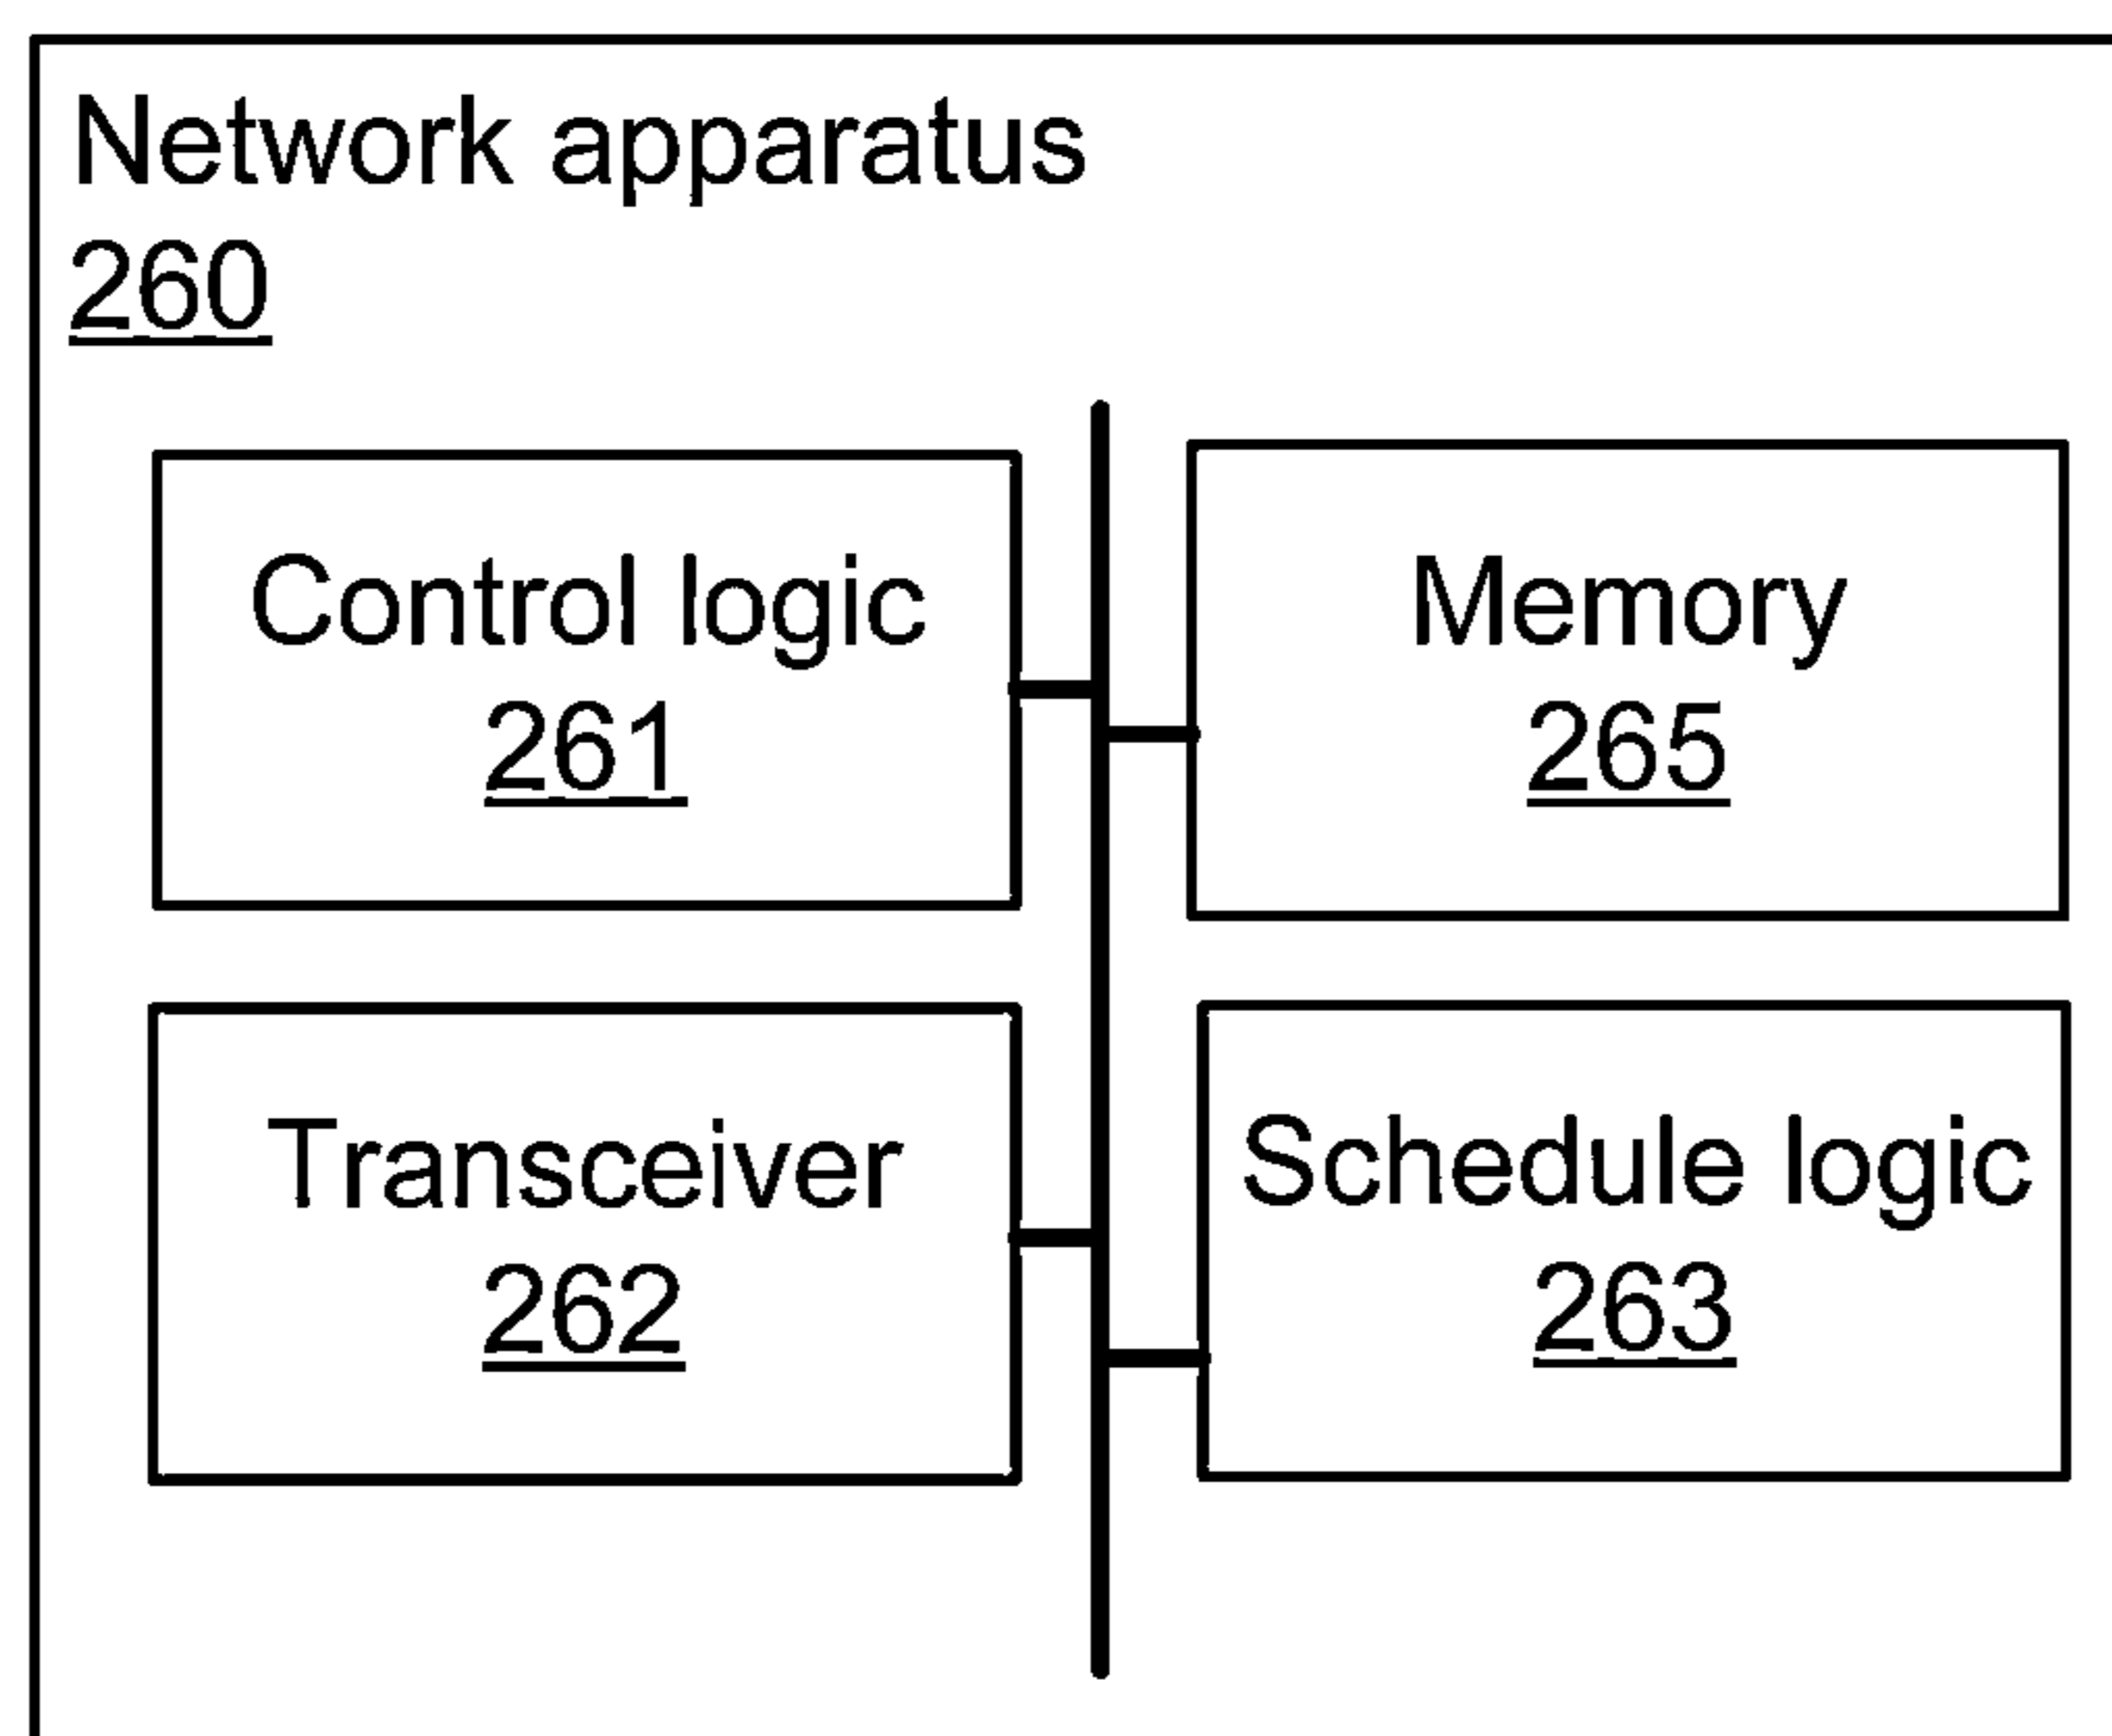 Network apparatus
260
Control logic
261
Memory
265
Transceiver
262
Schedule logic
263